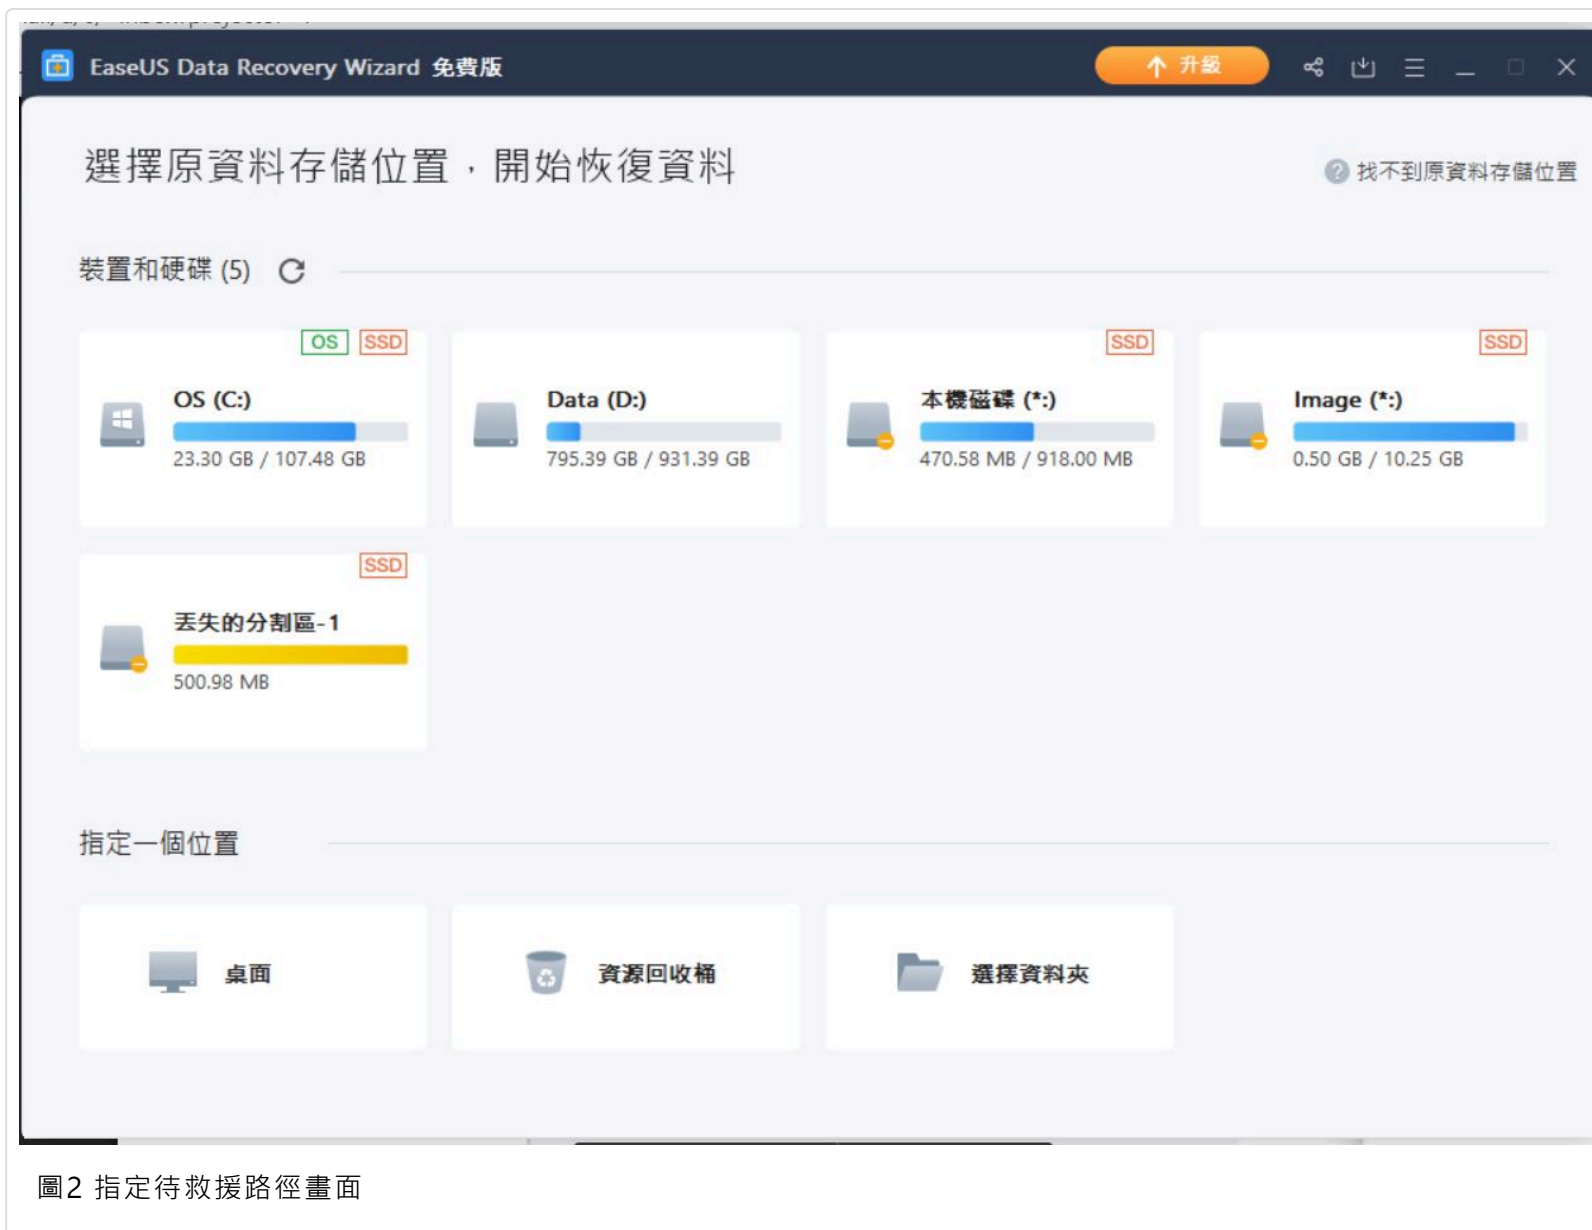 EaseUS Data Recovery Wizard 免費版
升級
選擇原資料存儲位置，開始恢復資料
找不到原資料存儲位置
裝置和硬碟 (5)
OS SSD
OS (C:)
23.30 GB / 107.48 GB
Data (D:)
795.39 GB / 931.39 GB
SSD
本機磁碟 (*:)
470.58 MB / 918.00 MB
SSD
Image (*:)
0.50 GB / 10.25 GB
SSD
丟失的分割區-1
500.98 MB
指定一個位置
桌面
資源回收桶
選擇資料夾
圖2 指定待救援路徑畫面